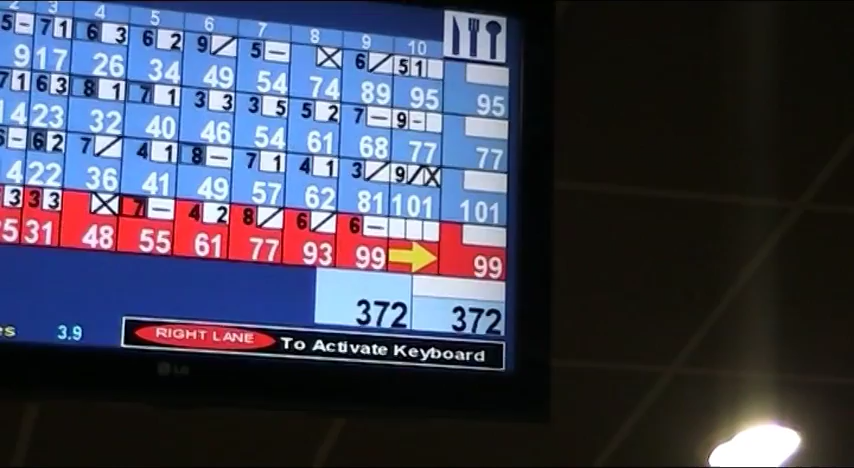 2 3 4 5 6 7 8 9 10
5 - 7 1 6 3 6 2 9 / 5 - X 6 / 5 1
9 17 26 34 49 54 74 89 95 95
7 1 6 3 8 1 7 1 3 3 3 5 5 2 7 - 9 -
14 23 32 40 46 54 61 68 77 77
- 6 2 7 / 4 1 8 - 7 1 4 1 3 / 9 / X
4 22 36 41 49 57 62 81 101 101
3 3 3 X 7 - 4 2 8 / 6 / 6 -
25 31 48 55 61 77 93 99 99
372 372
es 3.9 RIGHT LANE To Activate Keyboard
LG